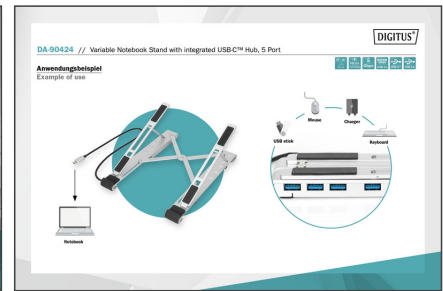 DIGITUS®
DA-90424 // Variable Notebook Stand with integrated USB-C™ Hub, 5 Port
Anwendungsbeispiel
Example of use
Mouse
Charger
USB stick
Keyboard
Notebook